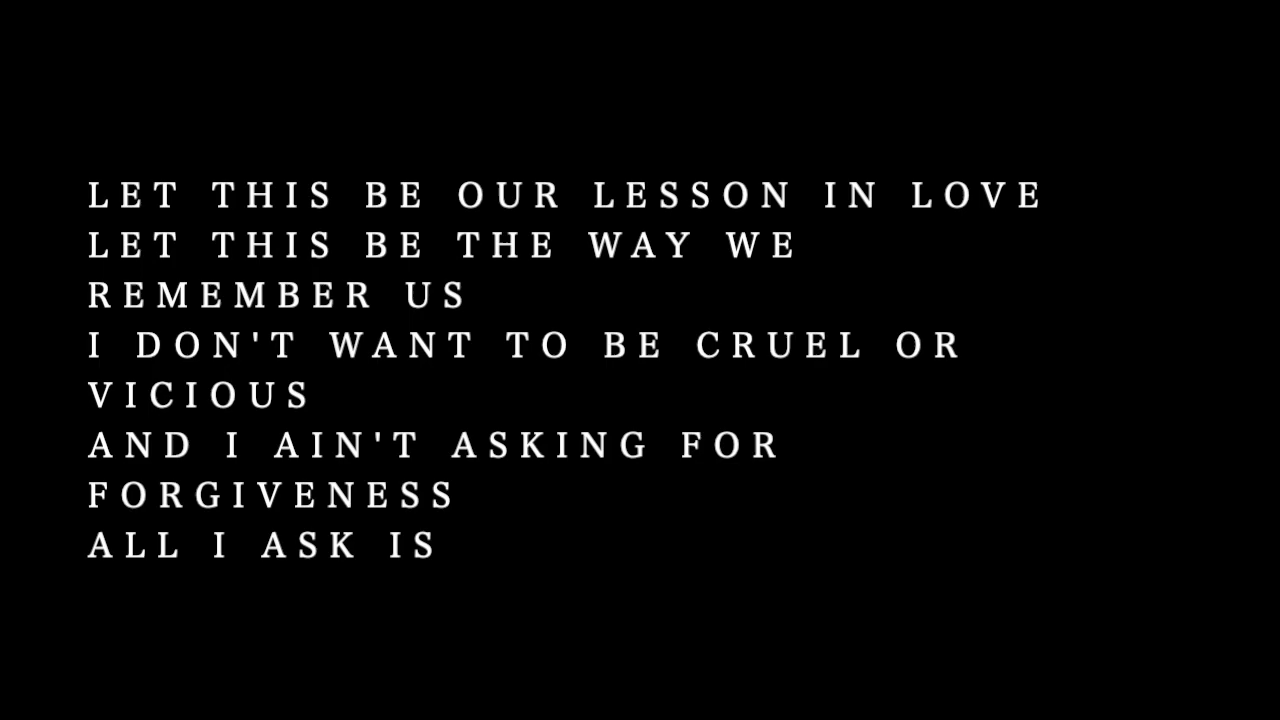 LET THIS BE OUR LESSON IN LOVE
LET THIS BE THE WAY WE
REMEMBER US
I DON'T WANT TO BE CRUEL OR
VICIOUS
AND I AIN'T ASKING FOR
FORGIVENESS
ALL I ASK IS